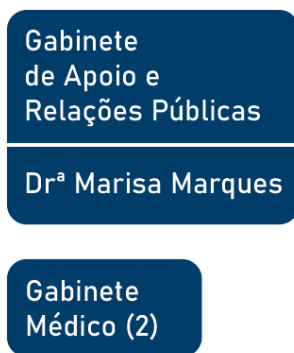 Gabinete
de Apoio e
Relações Públicas
Drª Marisa Marques
Gabinete
Médico (2)